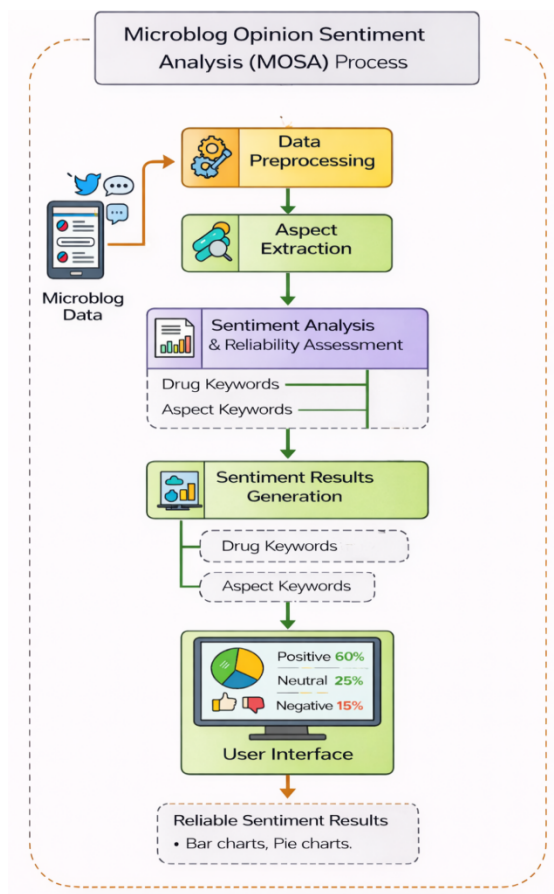 Microblog Opinion Sentiment
Analysis (MOSA) Process
Data
Preprocessing
Microblog
Data
Aspect
Extraction
Sentiment Analysis
& Reliability Assessment
Drug Keywords
Aspect Keywords
Sentiment Results
Generation
Drug Keywords
Aspect Keywords
Positive 60%
Neutral 25%
Negative 15%
User Interface
Reliable Sentiment Results
• Bar charts, Pie charts.